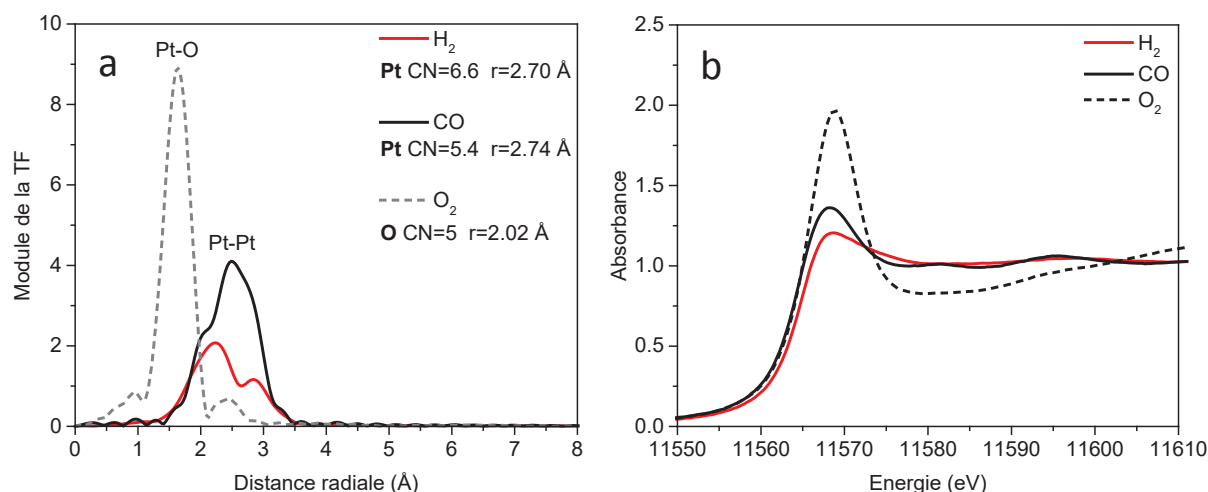 a
Pt-O
Pt-Pt
H₂
Pt CN=6.6 r=2.70 Å
CO
Pt CN=5.4 r=2.74 Å
O₂
O CN=5 r=2.02 Å
Module de la TF
10
8
6
4
2
0
0 1 2 3 4 5 6 7 8
Distance radiale (Å)
b
H₂
CO
O₂
Absorbance
2.5
2.0
1.5
1.0
0.5
0.0
11550 11560 11570 11580 11590 11600 11610
Energie (eV)